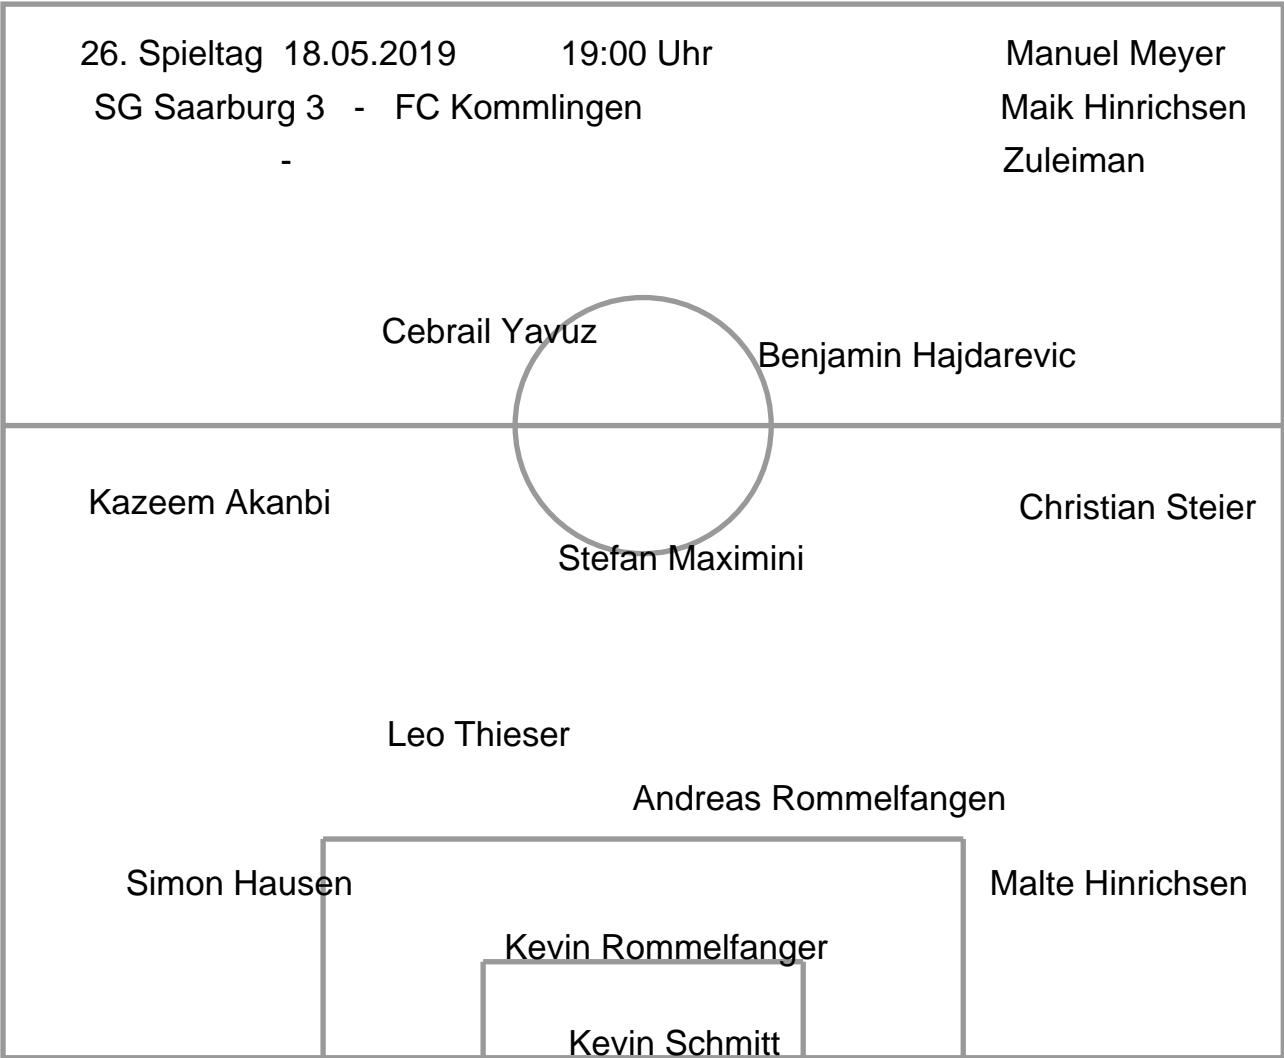 26. Spieltag 18.05.2019 19:00 Uhr Manuel Meyer
SG Saarburg 3 - FC Kommlingen Maik Hinrichsen
- Zuleiman
Cebrail Yavuz
Benjamin Hajdarevic
Kazeem Akanbi
Christian Steier
Stefan Maximini
Leo Thieser
Andreas Rommelfangen
Simon Hausen Malte Hinrichsen
Kevin Rommelfanger
Kevin Schmitt